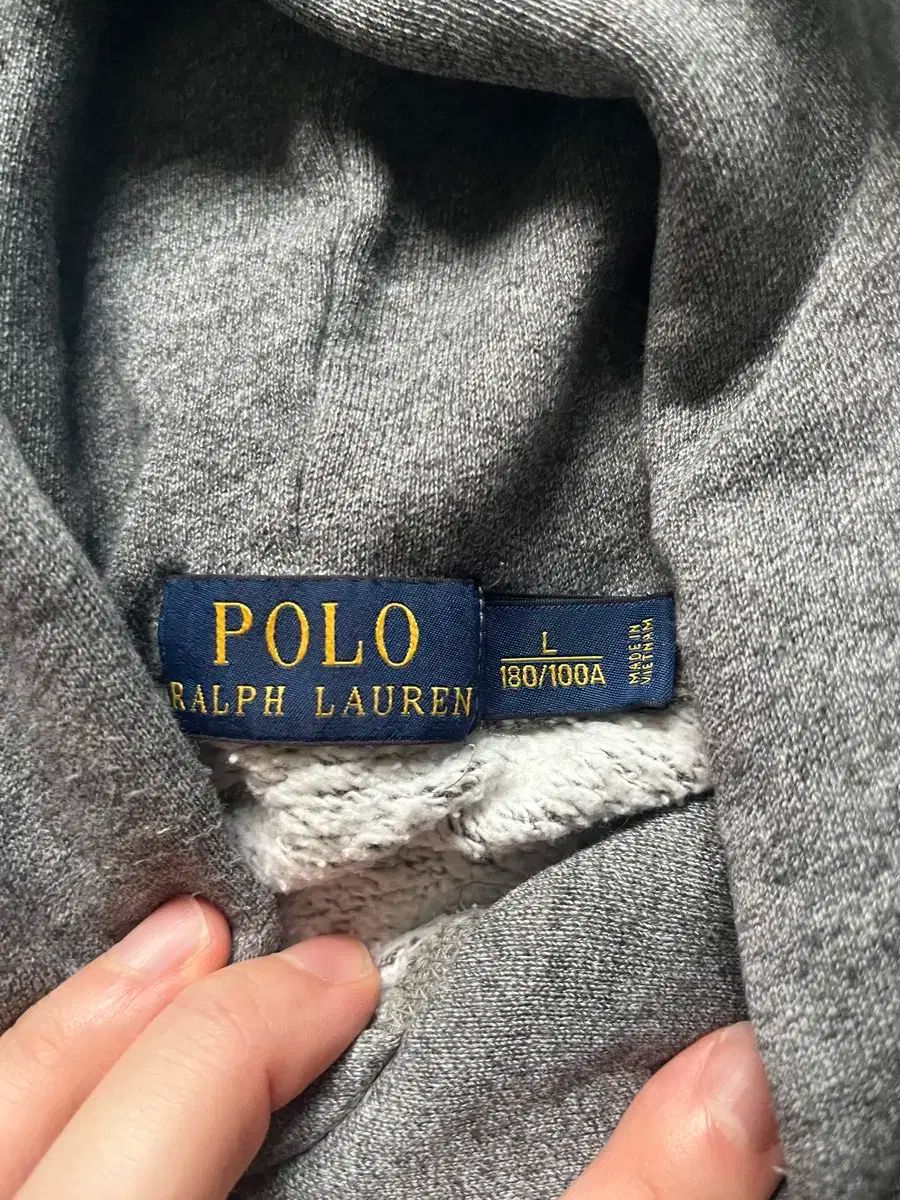 POLO
RALPH LAUREN
L
180/100A
MADE IN
VIETNAM